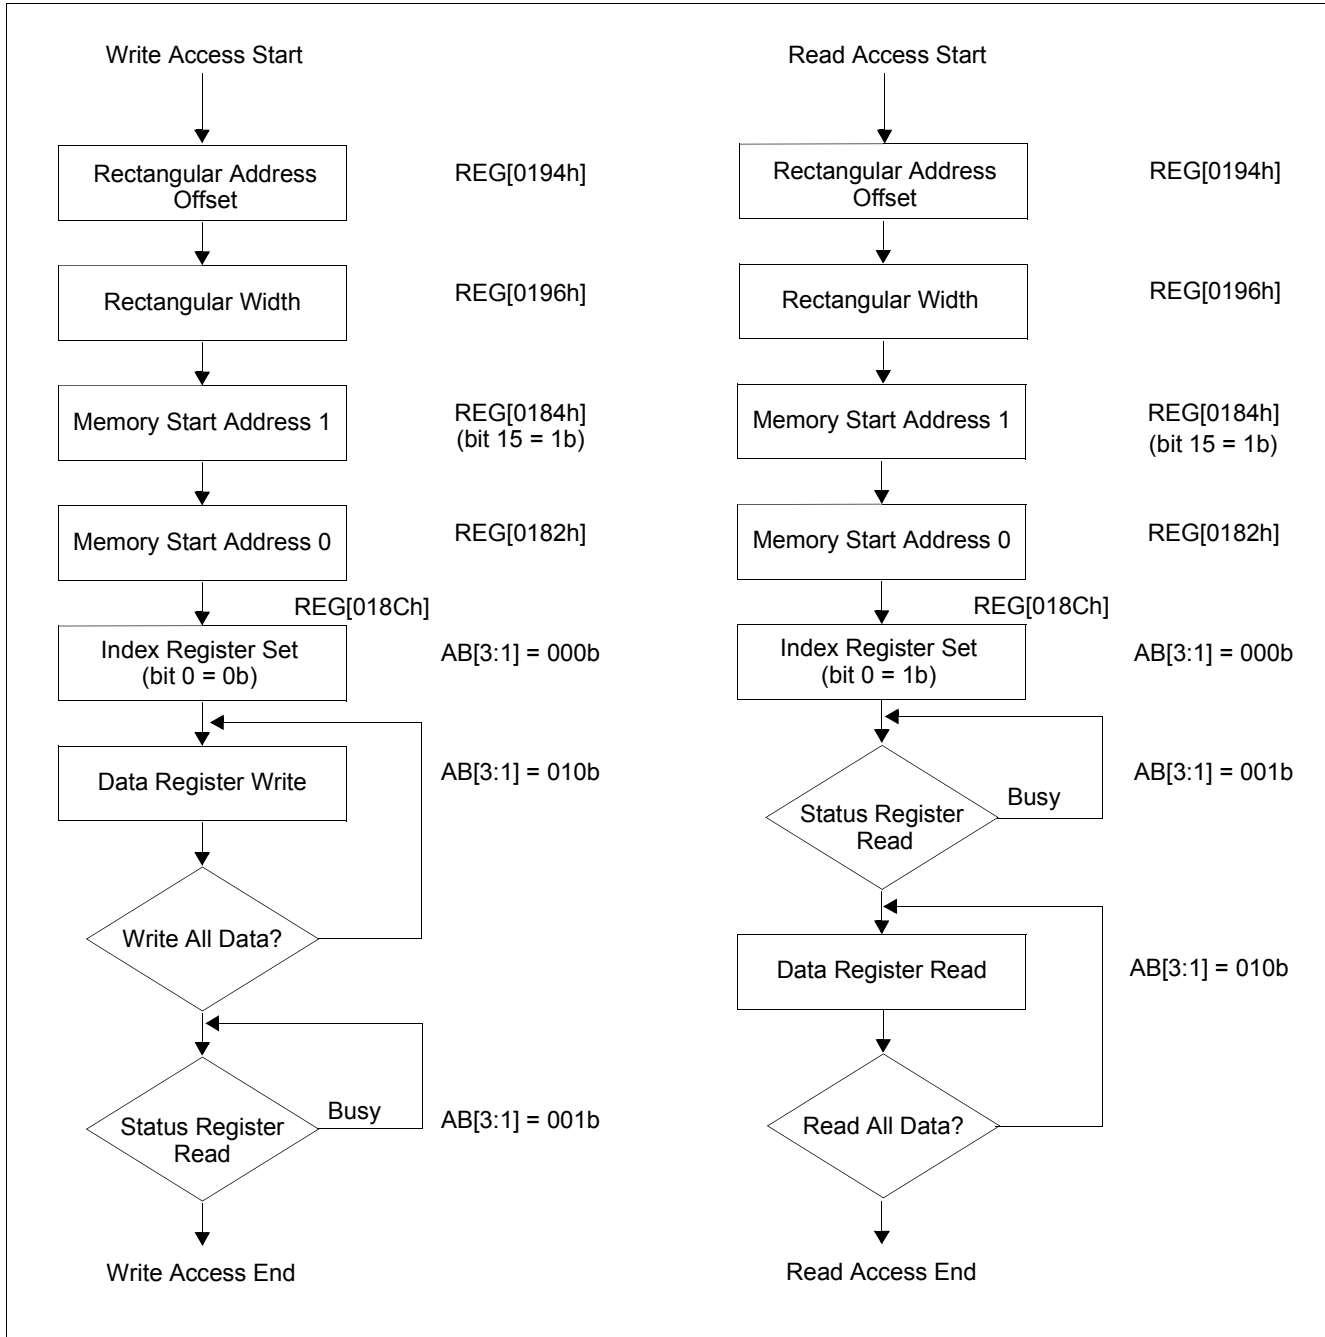 Write Access Start
Rectangular Address
Offset
REG[0194h]
Rectangular Width
REG[0196h]
Memory Start Address 1
REG[0184h]
(bit 15 = 1b)
Memory Start Address 0
REG[0182h]
REG[018Ch]
Index Register Set
(bit 0 = 0b)
AB[3:1] = 000b
Data Register Write
AB[3:1] = 010b
Write All Data?
Status Register
Read
Busy
AB[3:1] = 001b
Write Access End
Read Access Start
Rectangular Address
Offset
REG[0194h]
Rectangular Width
REG[0196h]
Memory Start Address 1
REG[0184h]
(bit 15 = 1b)
Memory Start Address 0
REG[0182h]
REG[018Ch]
Index Register Set
(bit 0 = 1b)
AB[3:1] = 000b
Status Register
Read
Busy
AB[3:1] = 001b
Data Register Read
AB[3:1] = 010b
Read All Data?
Read Access End